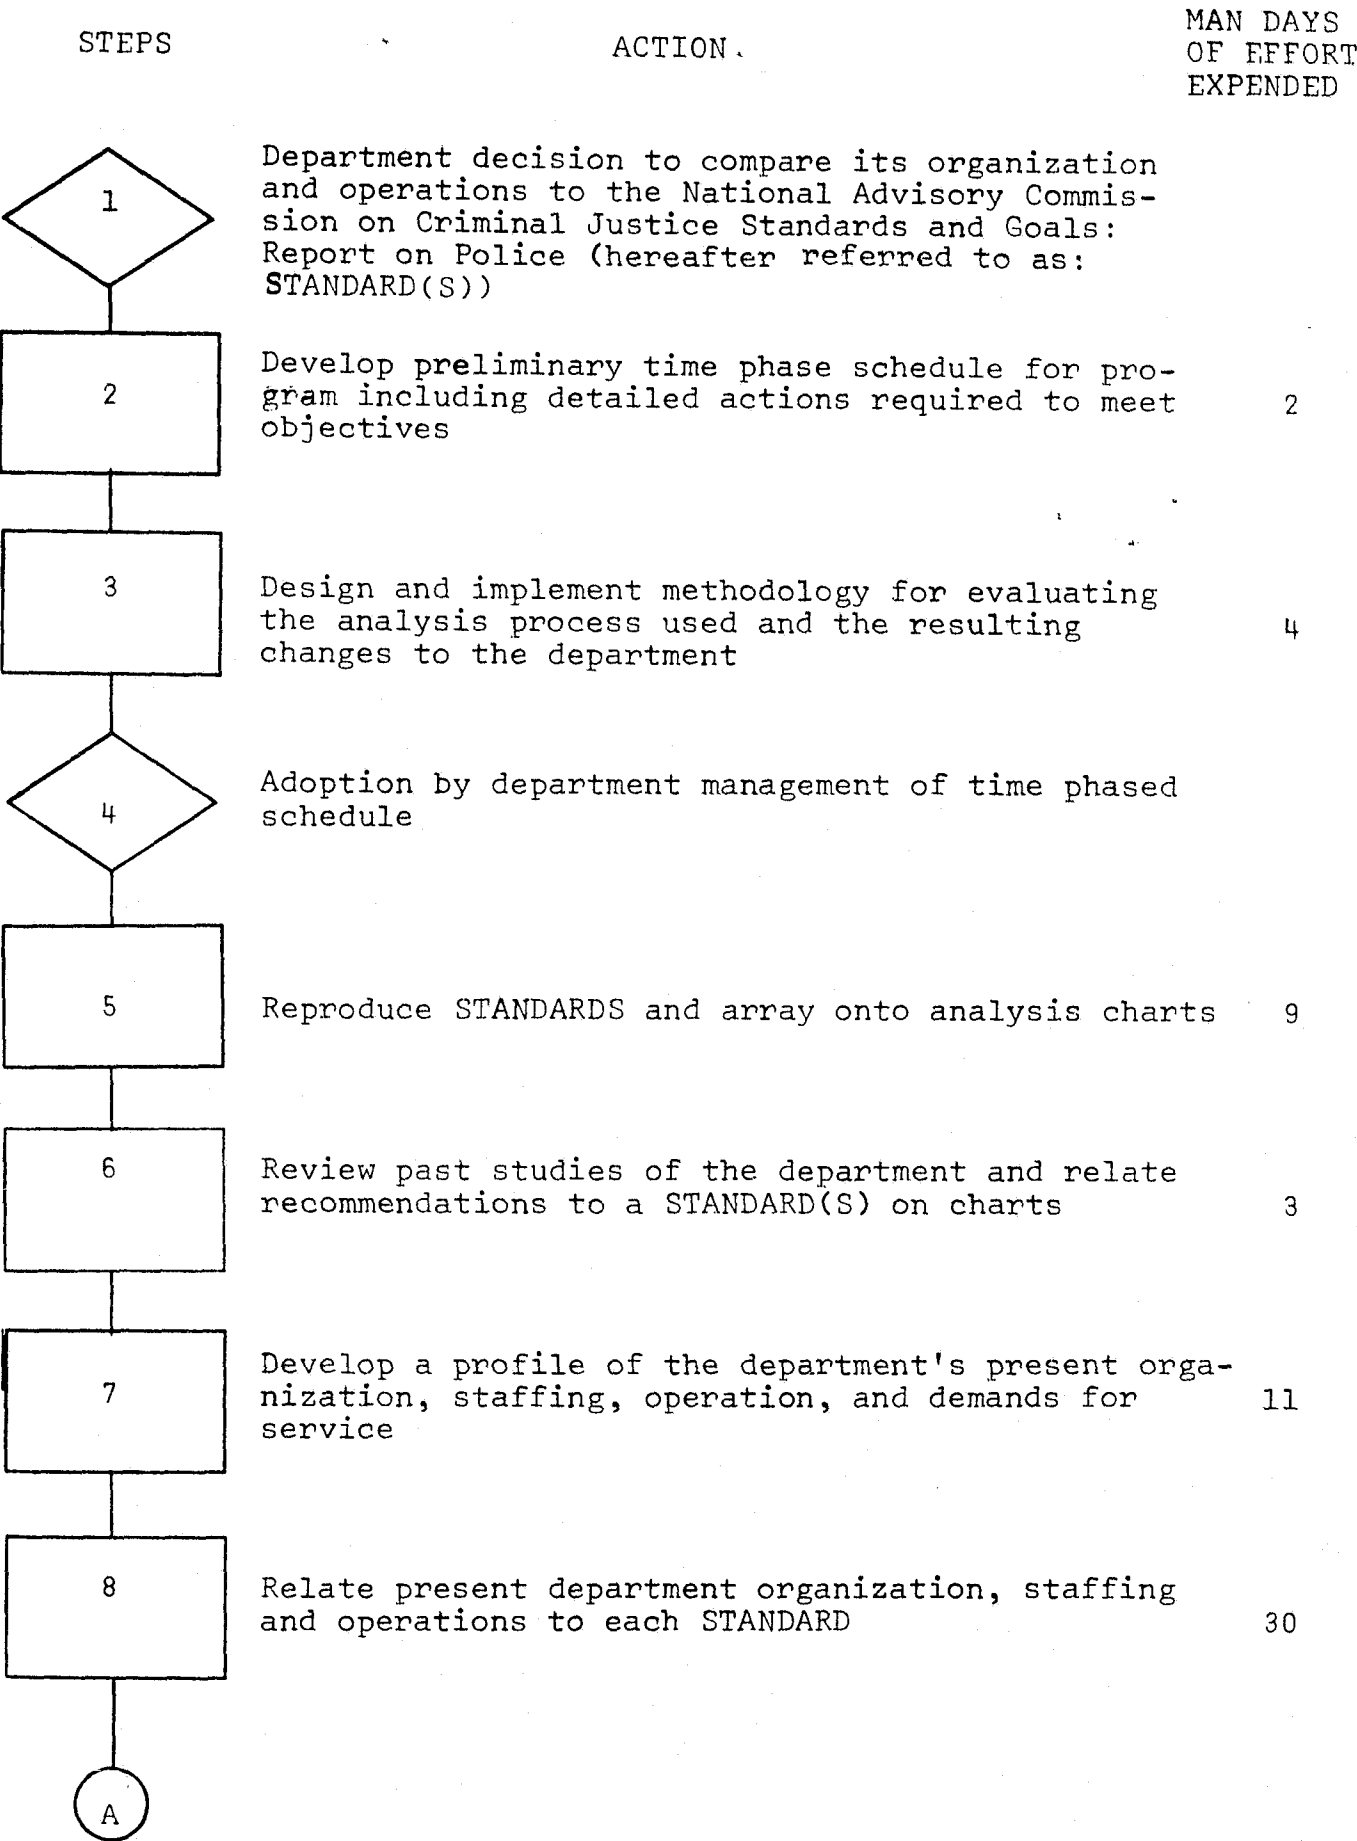 STEPS
ACTION.
MAN DAYS
OF EFFORT
EXPENDED
1
Department decision to compare its organization
and operations to the National Advisory Commis-
sion on Criminal Justice Standards and Goals:
Report on Police (hereafter referred to as:
STANDARD(S))
2
Develop preliminary time phase schedule for pro-
gram including detailed actions required to meet
objectives
2
3
Design and implement methodology for evaluating
the analysis process used and the resulting
changes to the department
4
4
Adoption by department management of time phased
schedule
5
Reproduce STANDARDS and array onto analysis charts
9
6
Review past studies of the department and relate
recommendations to a STANDARD(S) on charts
3
7
Develop a profile of the department's present orga-
nization, staffing, operation, and demands for
service
11
8
Relate present department organization, staffing
and operations to each STANDARD
30
A